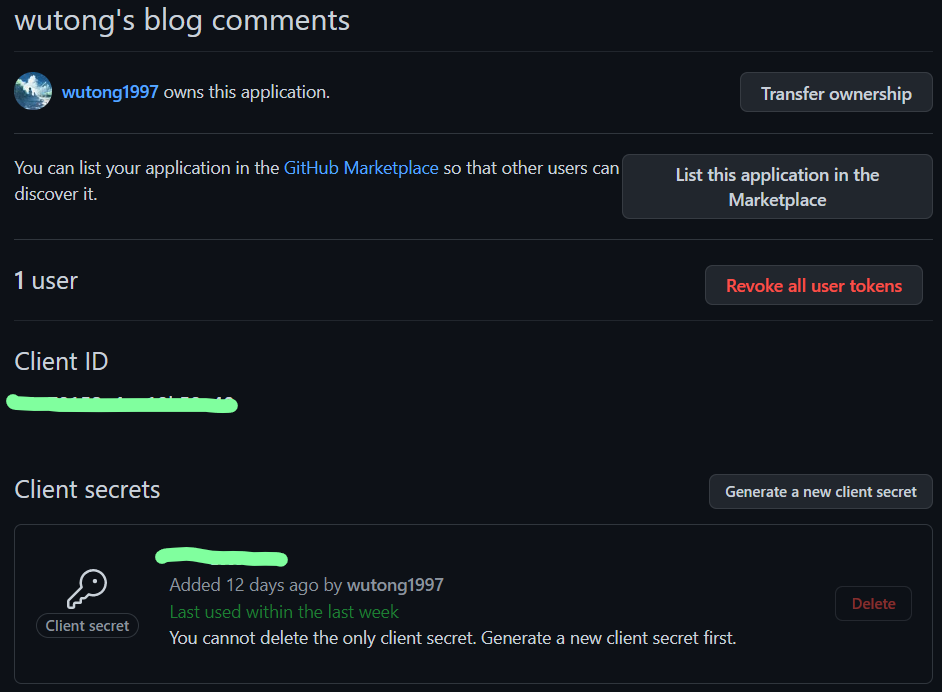 wutong's blog comments
wutong1997 owns this application.
Transfer ownership
You can list your application in the GitHub Marketplace so that other users can
discover it.
List this application in the
Marketplace
1 user
Revoke all user tokens
Client ID
Client secrets
Generate a new client secret
Client secret
Added 12 days ago by wutong1997
Last used within the last week
You cannot delete the only client secret. Generate a new client secret first.
Delete